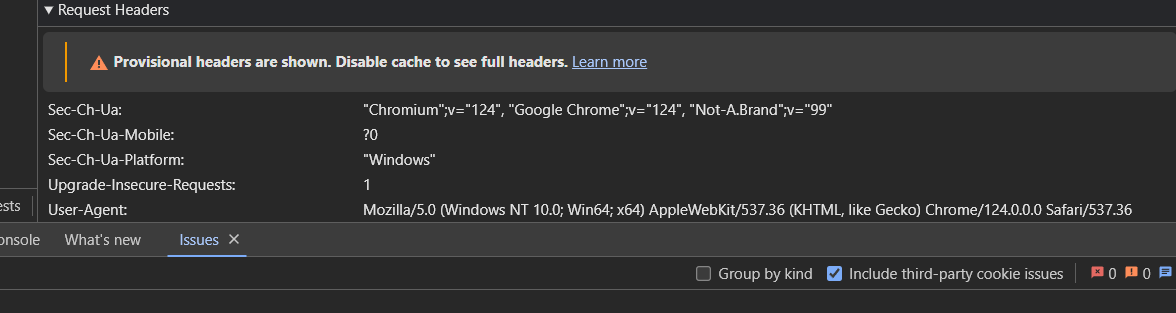 Request Headers
Provisional headers are shown. Disable cache to see full headers. Learn more
Sec-Ch-Ua: "Chromium";v="124", "Google Chrome";v="124", "Not-A.Brand";v="99"
Sec-Ch-Ua-Mobile: ?0
Sec-Ch-Ua-Platform: "Windows"
Upgrade-Insecure-Requests: 1
ests
User-Agent: Mozilla/5.0 (Windows NT 10.0; Win64; x64) AppleWebKit/537.36 (KHTML, like Gecko) Chrome/124.0.0.0 Safari/537.36
onsole What's new Issues
Group by kind Include third-party cookie issues 0 0